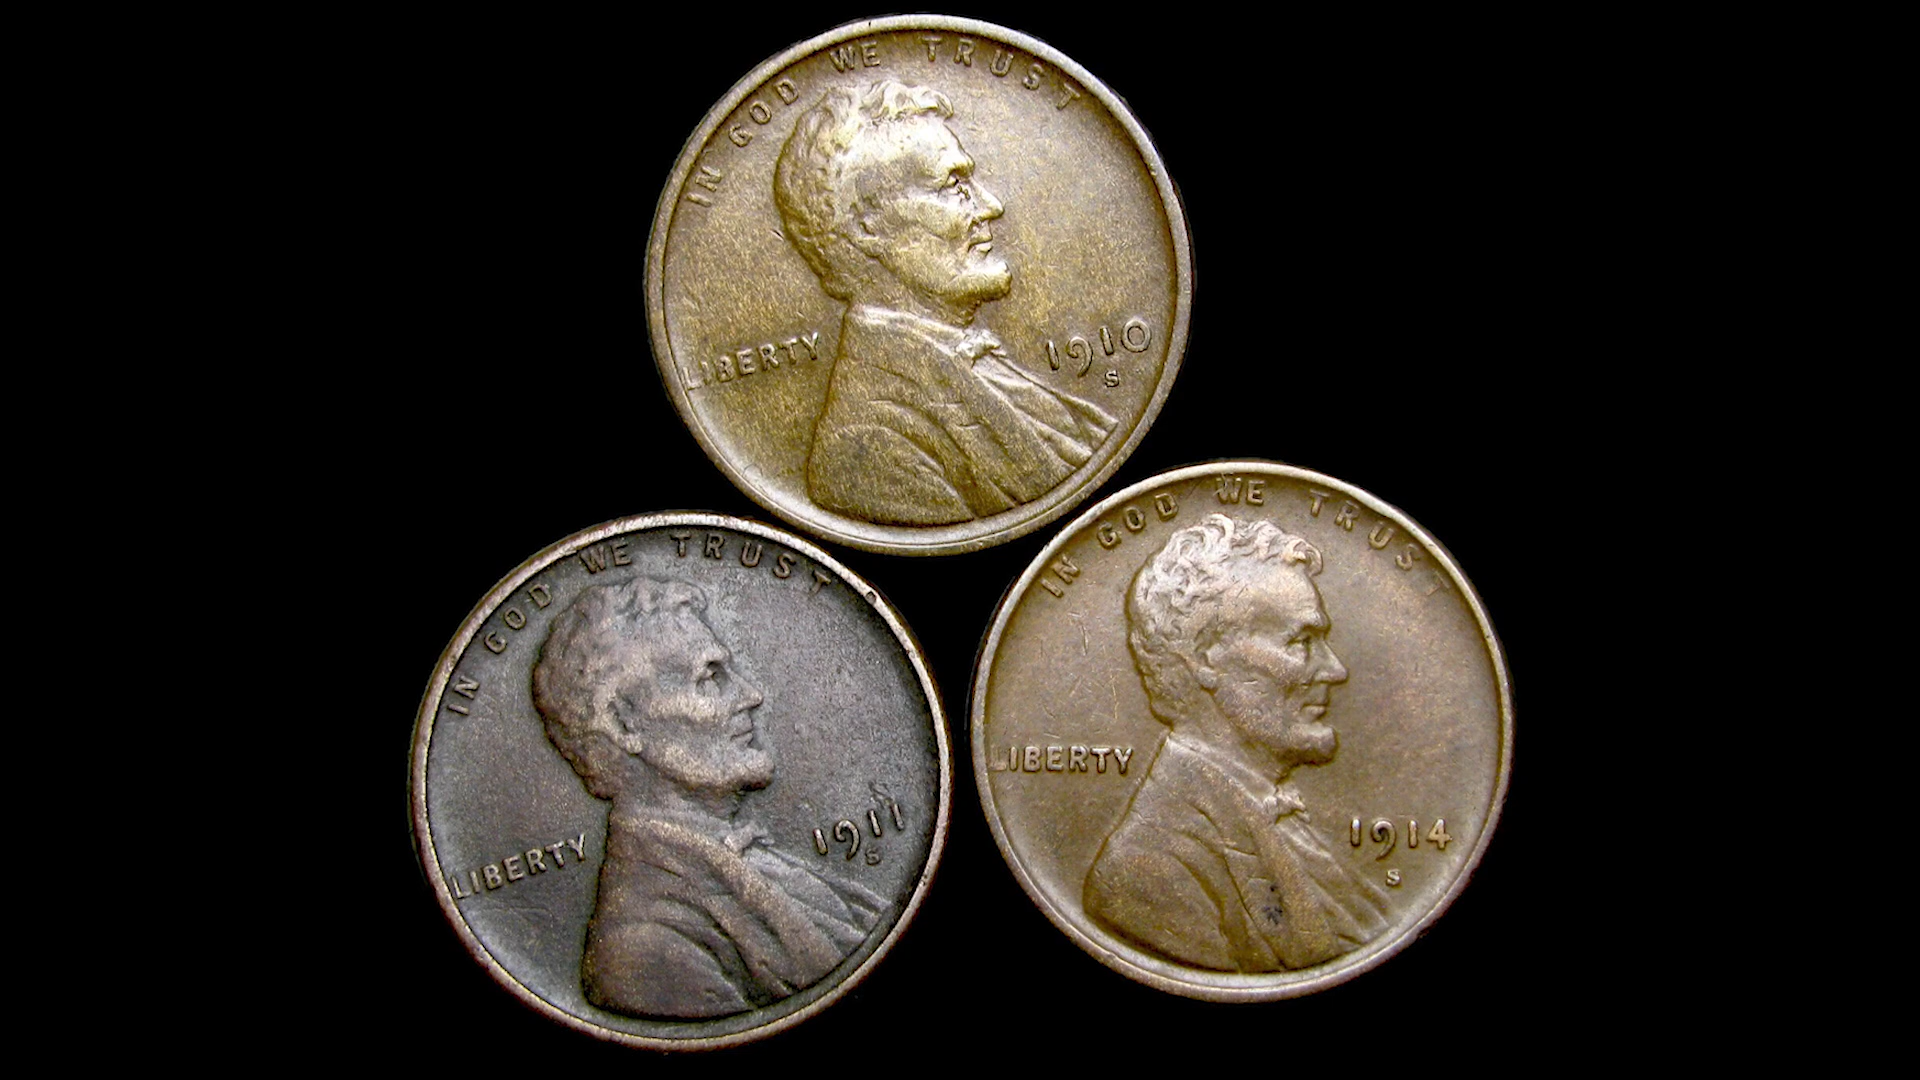 IN GOD WE TRUST
LIBERTY
1910
S
IN GOD WE TRUST
LIBERTY
1911
S
IN GOD WE TRUST
LIBERTY
1914
S